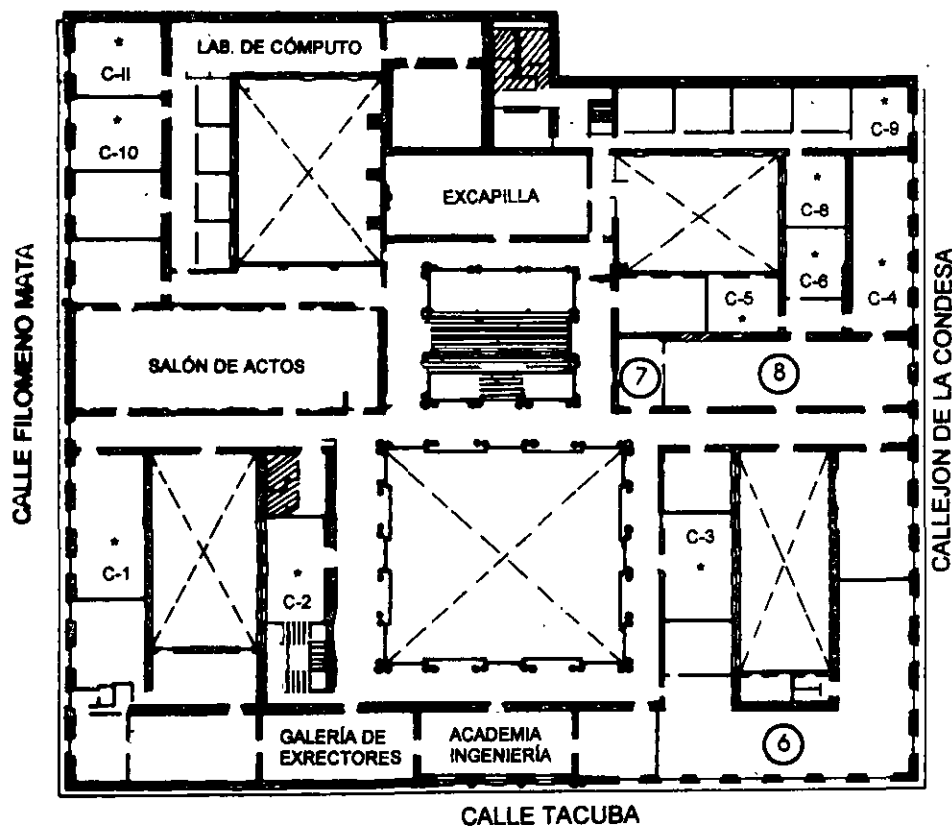 LAB. DE CÓMPUTO
*
C-II
*
C-10
*
C-9
EXCAPILLA
*
C-8
*
C-6
*
C-4
C-5
*
SALÓN DE ACTOS
7
8
CALLE FILOMENO MATA
CALLEJON DE LA CONDESA
*
C-1
*
C-2
C-3
*
GALERÍA DE
EXRECTORES
ACADEMIA
INGENIERÍA
6
CALLE TACUBA